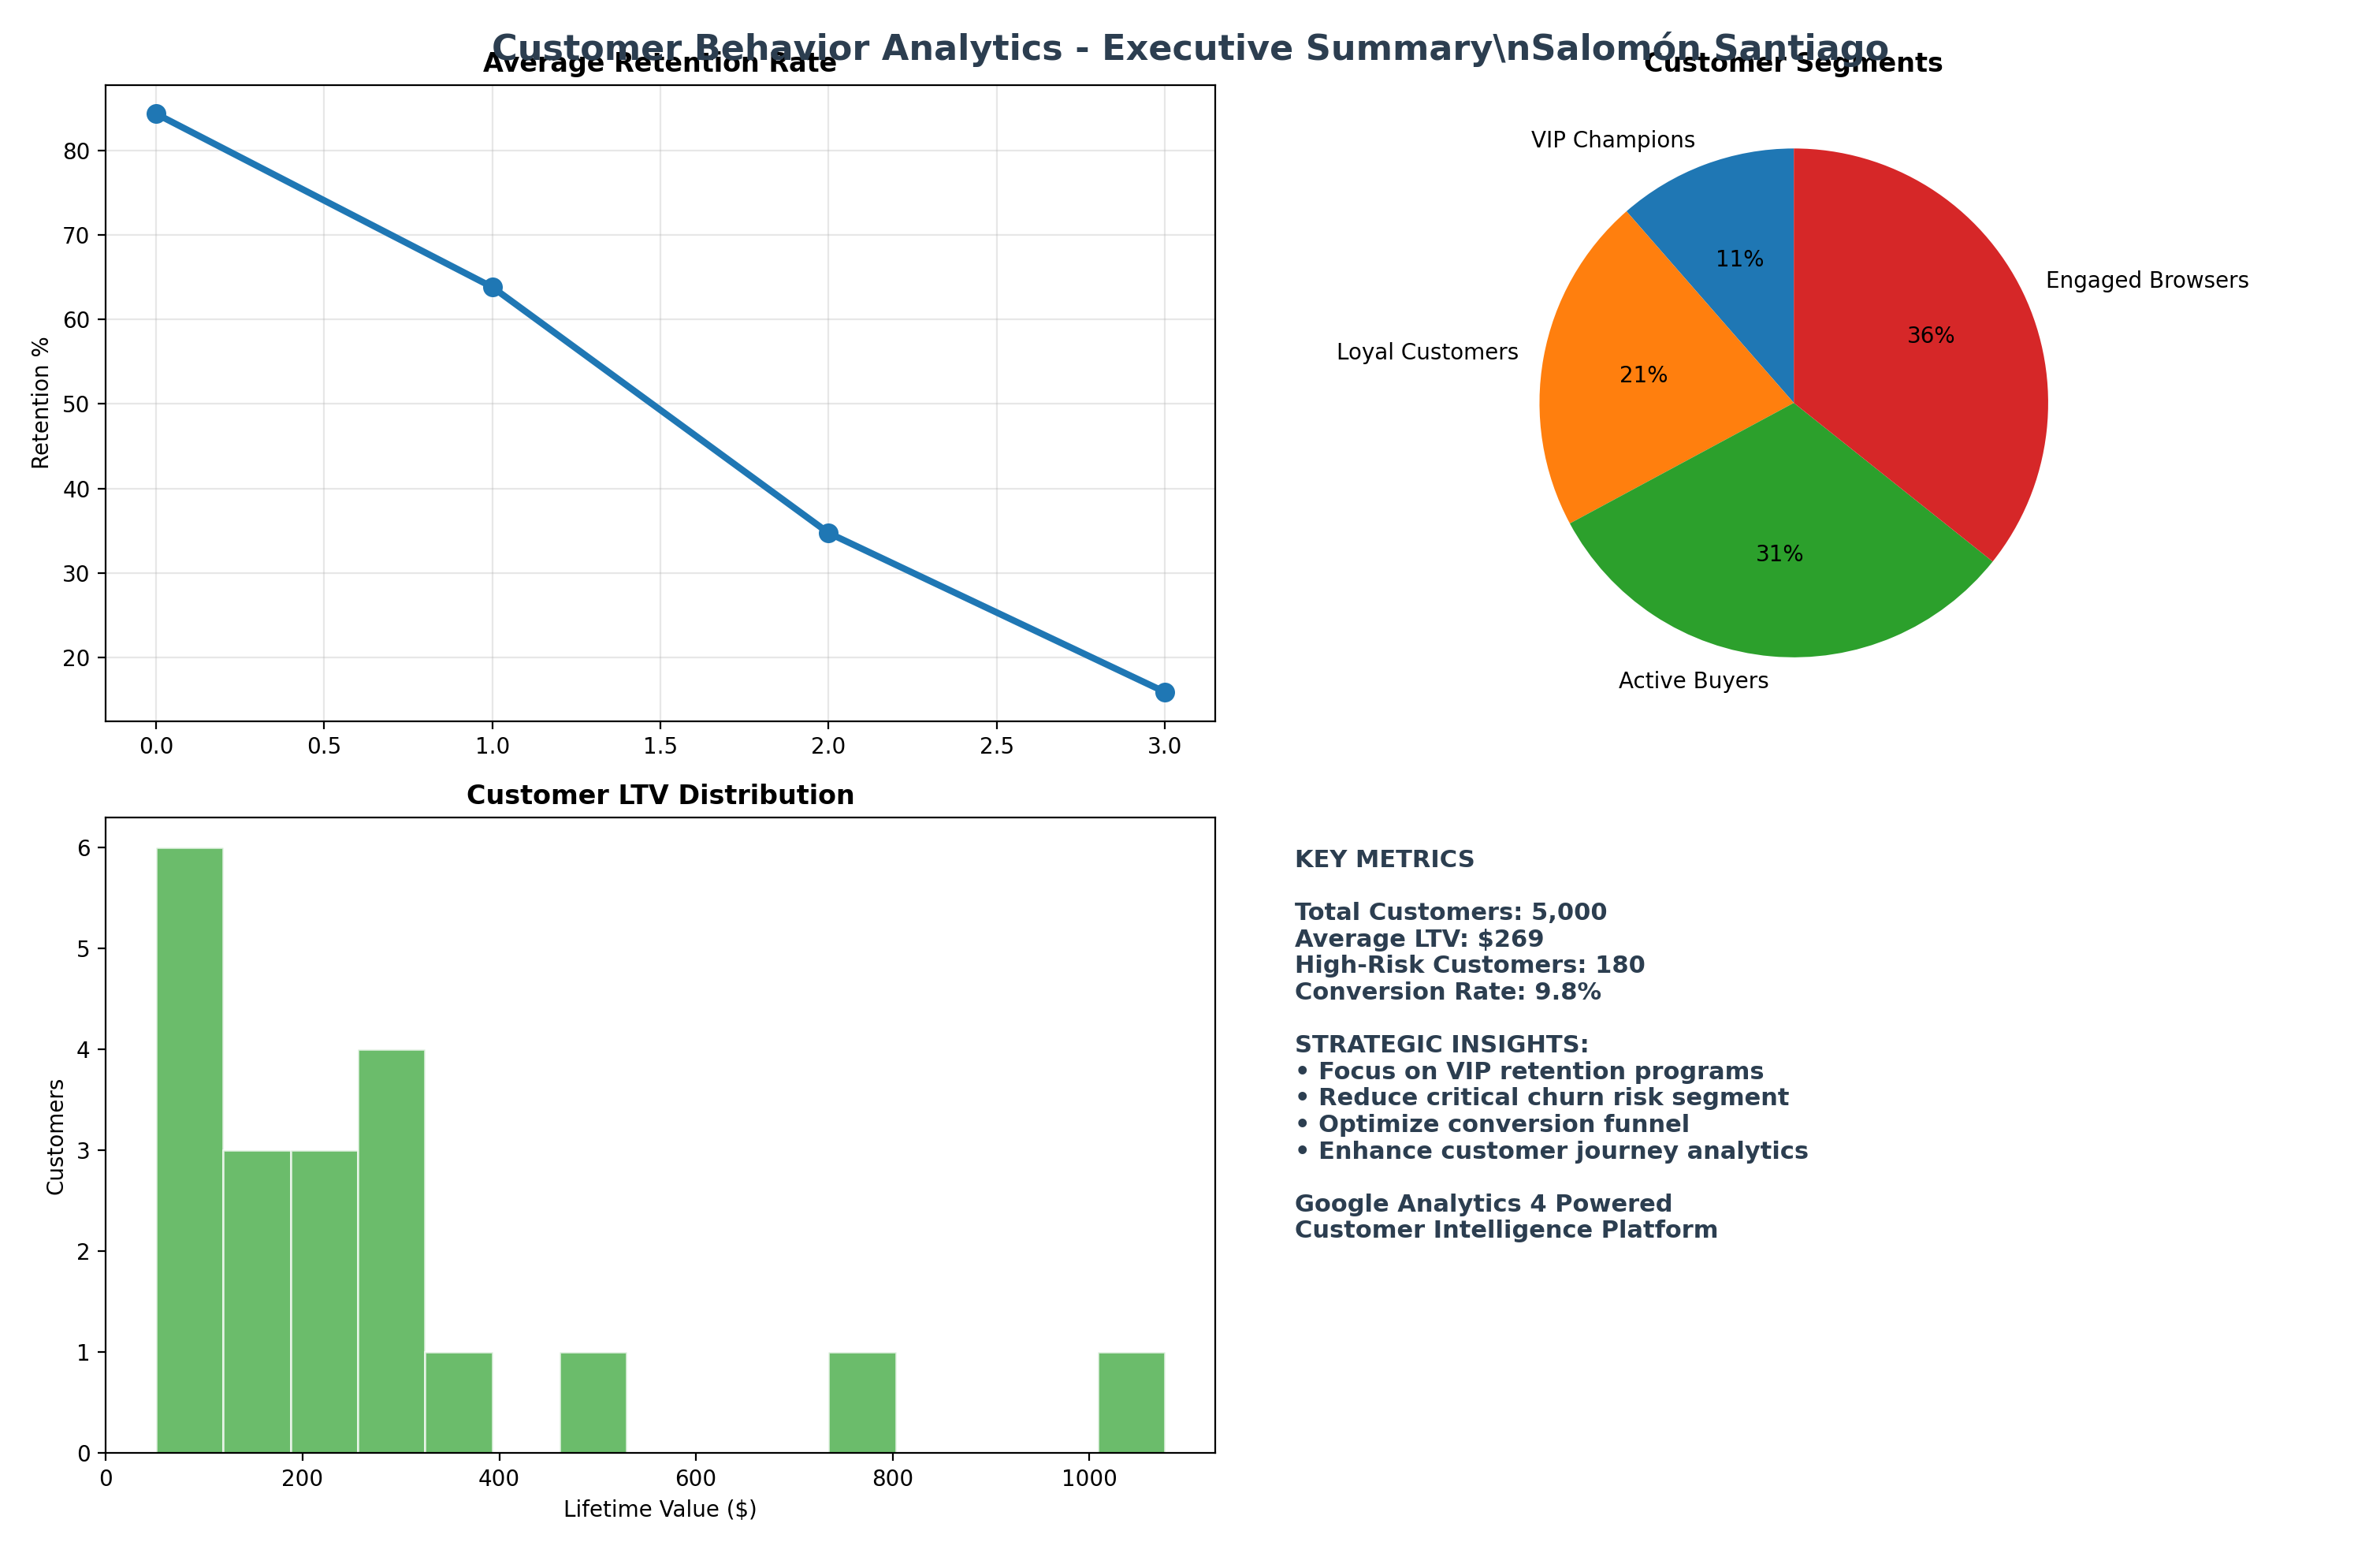 Customer Behavior Analytics - Executive Summary\nSalomón Santiago
Average Retention Rate
Retention %
80
70
60
50
40
30
20
0.0 0.5 1.0 1.5 2.0 2.5 3.0
Customer Segments
VIP Champions
11%
Engaged Browsers
36%
Loyal Customers
21%
31%
Active Buyers
Customer LTV Distribution
Customers
6
5
4
3
2
1
0
0 200 400 600 800 1000
Lifetime Value ($)
KEY METRICS
Total Customers: 5,000
Average LTV: $269
High-Risk Customers: 180
Conversion Rate: 9.8%
STRATEGIC INSIGHTS:
• Focus on VIP retention programs
• Reduce critical churn risk segment
• Optimize conversion funnel
• Enhance customer journey analytics
Google Analytics 4 Powered
Customer Intelligence Platform